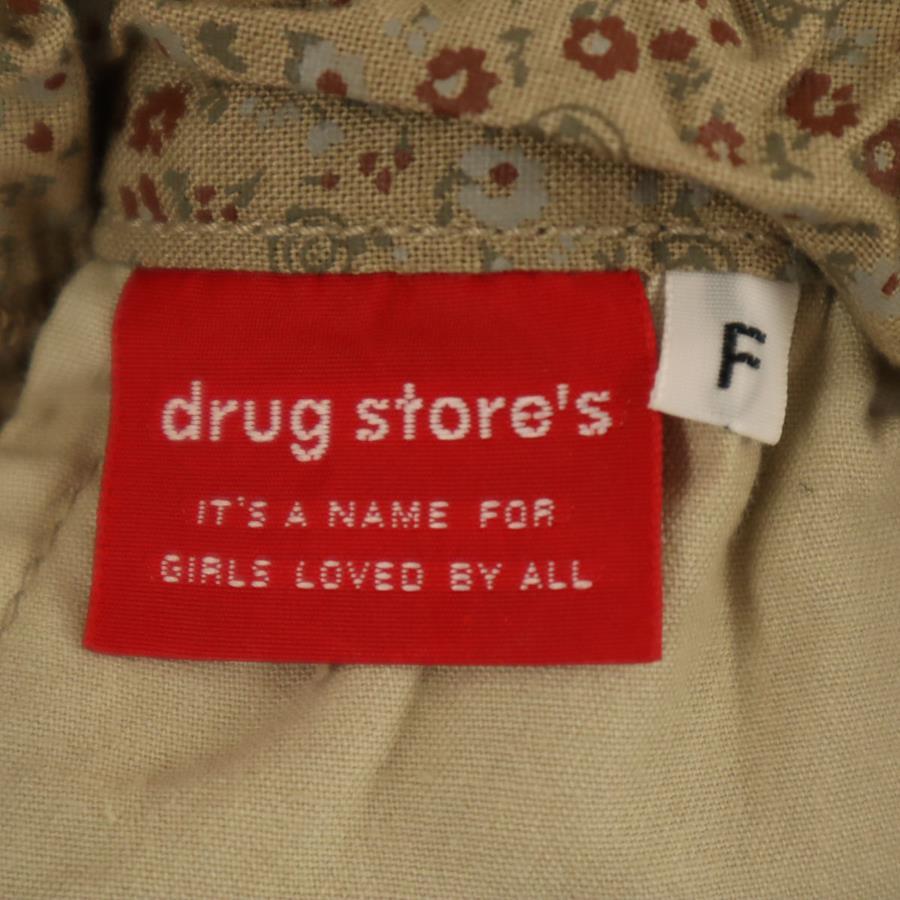 drug store's
IT'S A NAME FOR
GIRLS LOVED BY ALL
F